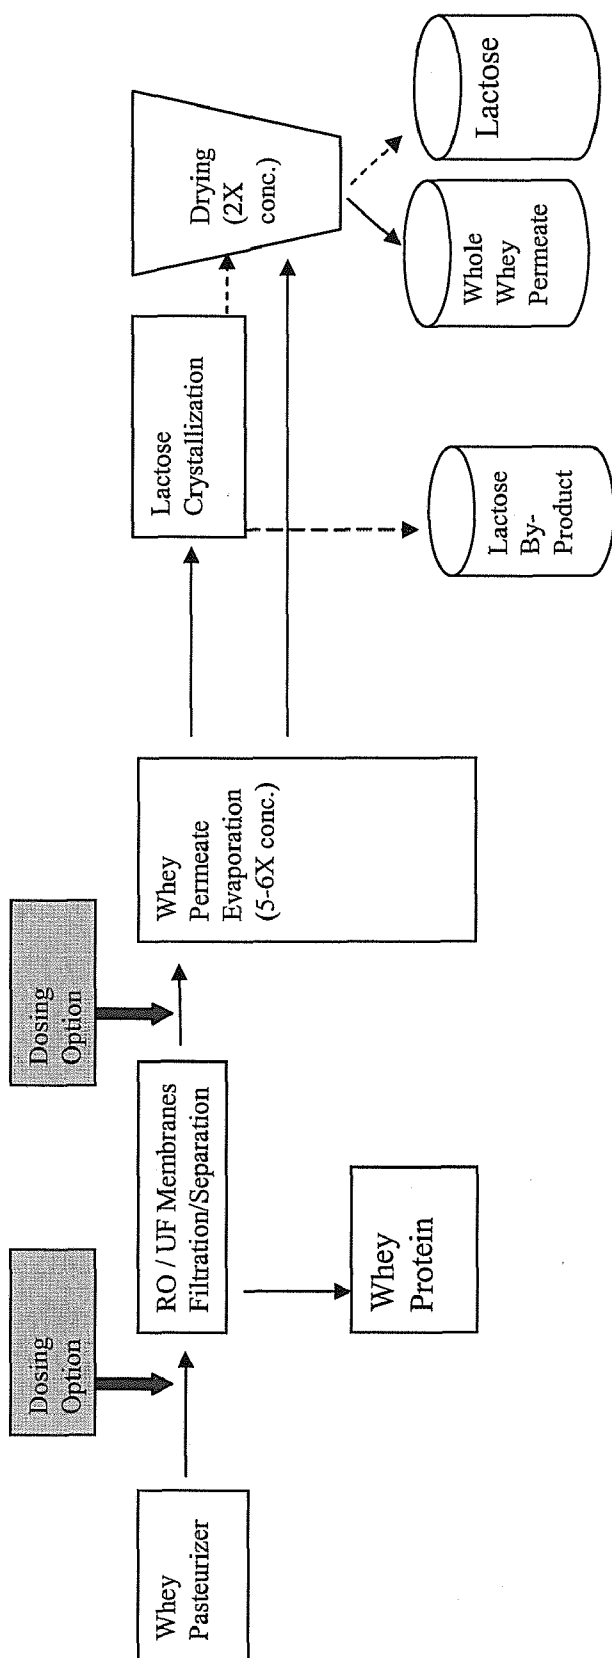 Whey
Pasteurizer
Dosing
Option
RO / UF Membranes
Filtration/Separation
Whey
Protein
Dosing
Option
Whey
Permeate
Evaporation
(5-6X conc.)
Lactose
Crystallization
Lactose
By-
Product
Drying
(2X
conc.)
Whole
Whey
Permeate
Lactose